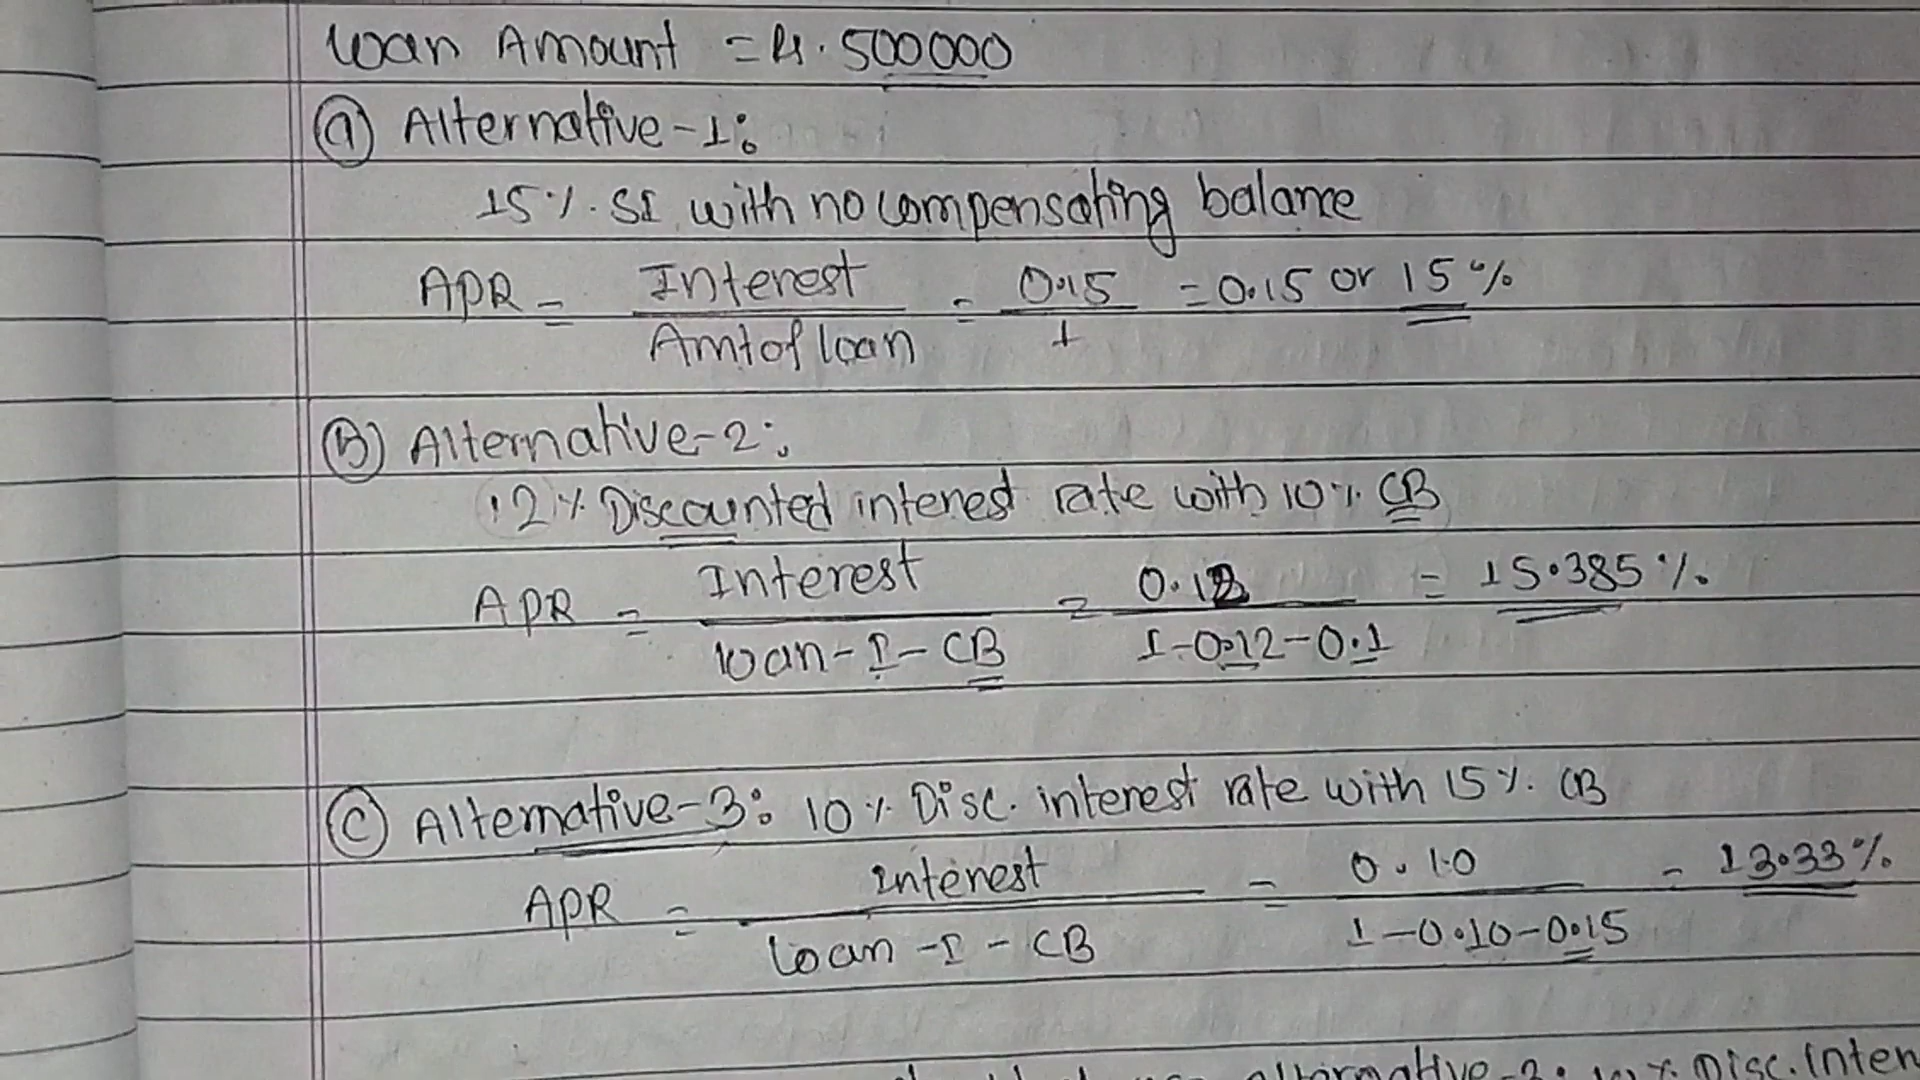 Loan Amount = Rs. 500000
(a) Alternative-1:
15%. SI with no compensating balance
APR = Interest / Amt of loan = 0.15 / 1 = 0.15 or 15%
(B) Alternative-2:
12% Discounted interest rate with 10%. CB
APR = Interest / loan-I-CB = 0.12 / 1-0.12-0.1 = 15.385%.
(C) Alternative-3: 10% Disc. interest rate with 15%. CB
APR = Interest / Loan -I - CB = 0.10 / 1-0.10-0.15 = 13.33%
Disc. Inten